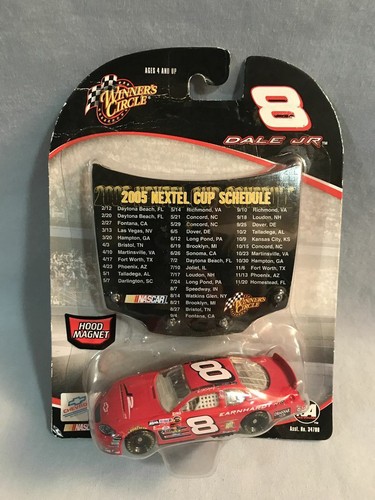 AGES 4 AND UP
WINNER'S
CIRCLE
8
DALE JR
2005 NEXTEL CUP SCHEDULE
2/12 Daytona Beach, FL
2/20 Daytona Beach, FL
2/27 Fontana, CA
3/13 Las Vegas, NV
3/20 Hampton, GA
4/3 Bristol, TN
4/10 Martinsville, VA
4/17 Fort Worth, TX
4/23 Phoenix, AZ
5/1 Talladega, AL
5/7 Darlington, SC
5/14 Richmond, VA
5/21 Concord, NC
5/29 Concord, NC
6/5 Dover, DE
6/12 Long Pond, PA
6/19 Brooklyn, MI
6/26 Sonoma, CA
7/2 Daytona Beach, FL
7/10 Joliet, IL
7/17 Loudon, NH
7/24 Long Pond, PA
8/7 Speedway, IN
8/14 Watkins Glen, NY
8/21 Brooklyn, MI
8/27 Bristol, TN
9/4 Fontana, CA
9/10 Richmond, VA
9/18 Loudon, NH
9/25 Dover, DE
10/2 Talladega, AL
10/9 Kansas City, KS
10/15 Concord, NC
10/23 Martinsville, VA
10/30 Hampton, GA
11/6 Fort Worth, TX
11/13 Phoenix, AZ
11/20 Homestead, FL
NASCAR
WINNER'S
CIRCLE
HOOD
MAGNET
8
8
EARNHARDT
NASCAR
Asst. No. 34700